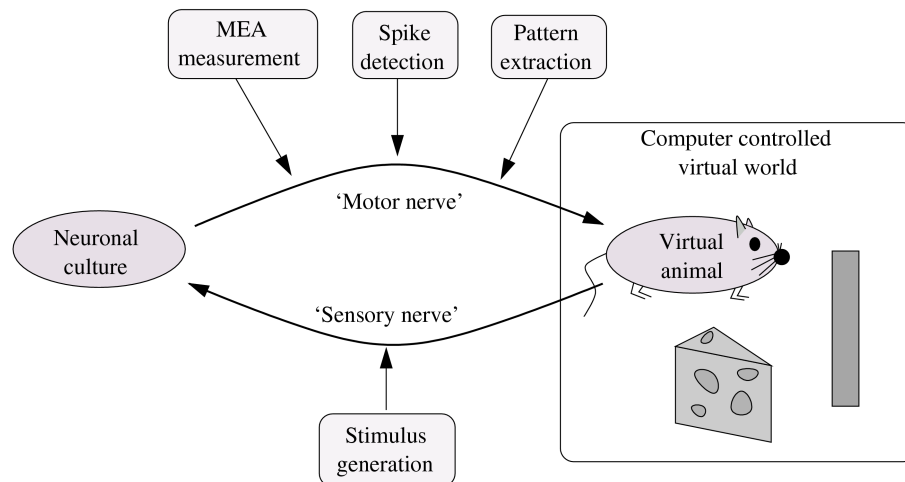 MEA
measurement
Spike
detection
Pattern
extraction
Computer controlled
virtual world
‘Motor nerve’
Neuronal
culture
Virtual
animal
‘Sensory nerve’
Stimulus
generation